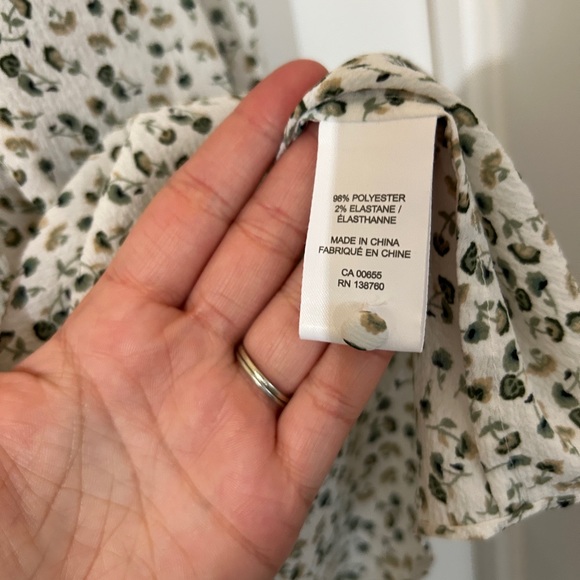 98% POLYESTER
2% ELASTANE /
ÉLASTHANNE
MADE IN CHINA
FABRIQUÉ EN CHINE
CA 00655
RN 138760